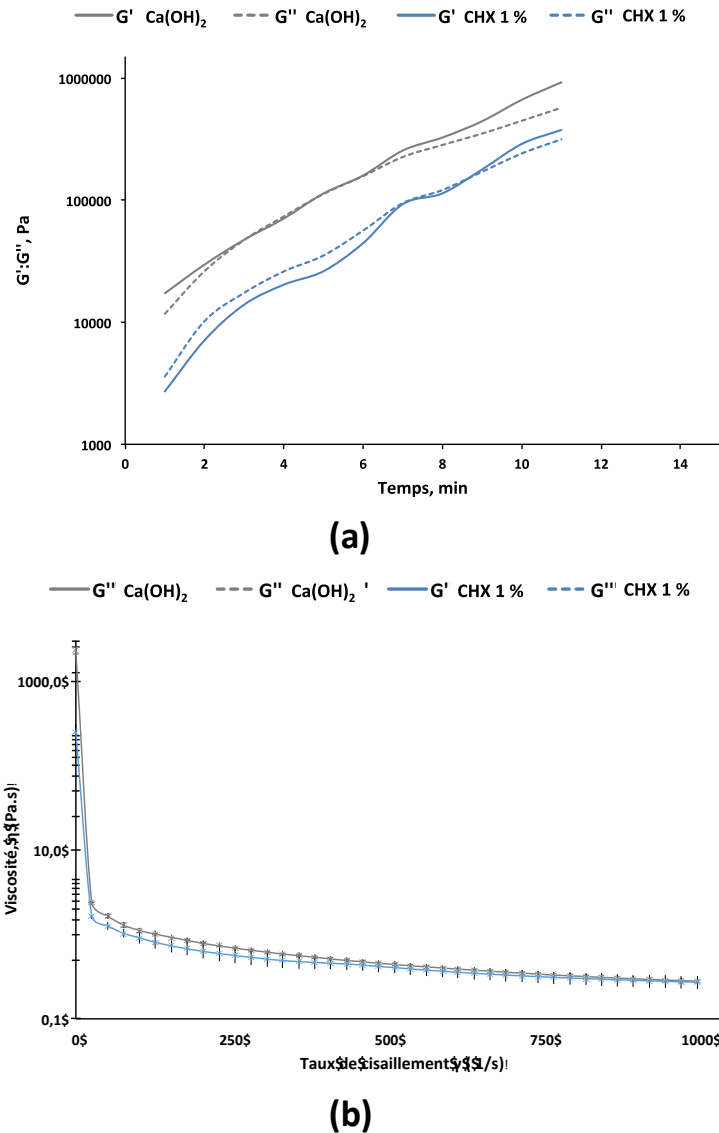 G' Ca(OH)2 G'' Ca(OH)2 G' CHX 1 % G'' CHX 1 %
1000000
100000
10000
1000
G':G'', Pa
0 2 4 6 8 10 12 14
Temps, min
(a)
G'' Ca(OH)2 G'' Ca(OH)2 ' G' CHX 1 % G''' CHX 1 %
1000,0$
10,0$
0,1$
Viscosité, (Pa.s)!
0$ 250$ 500$ 750$ 1000$
Taux$de$cisaillement$ (1/s)!
(b)